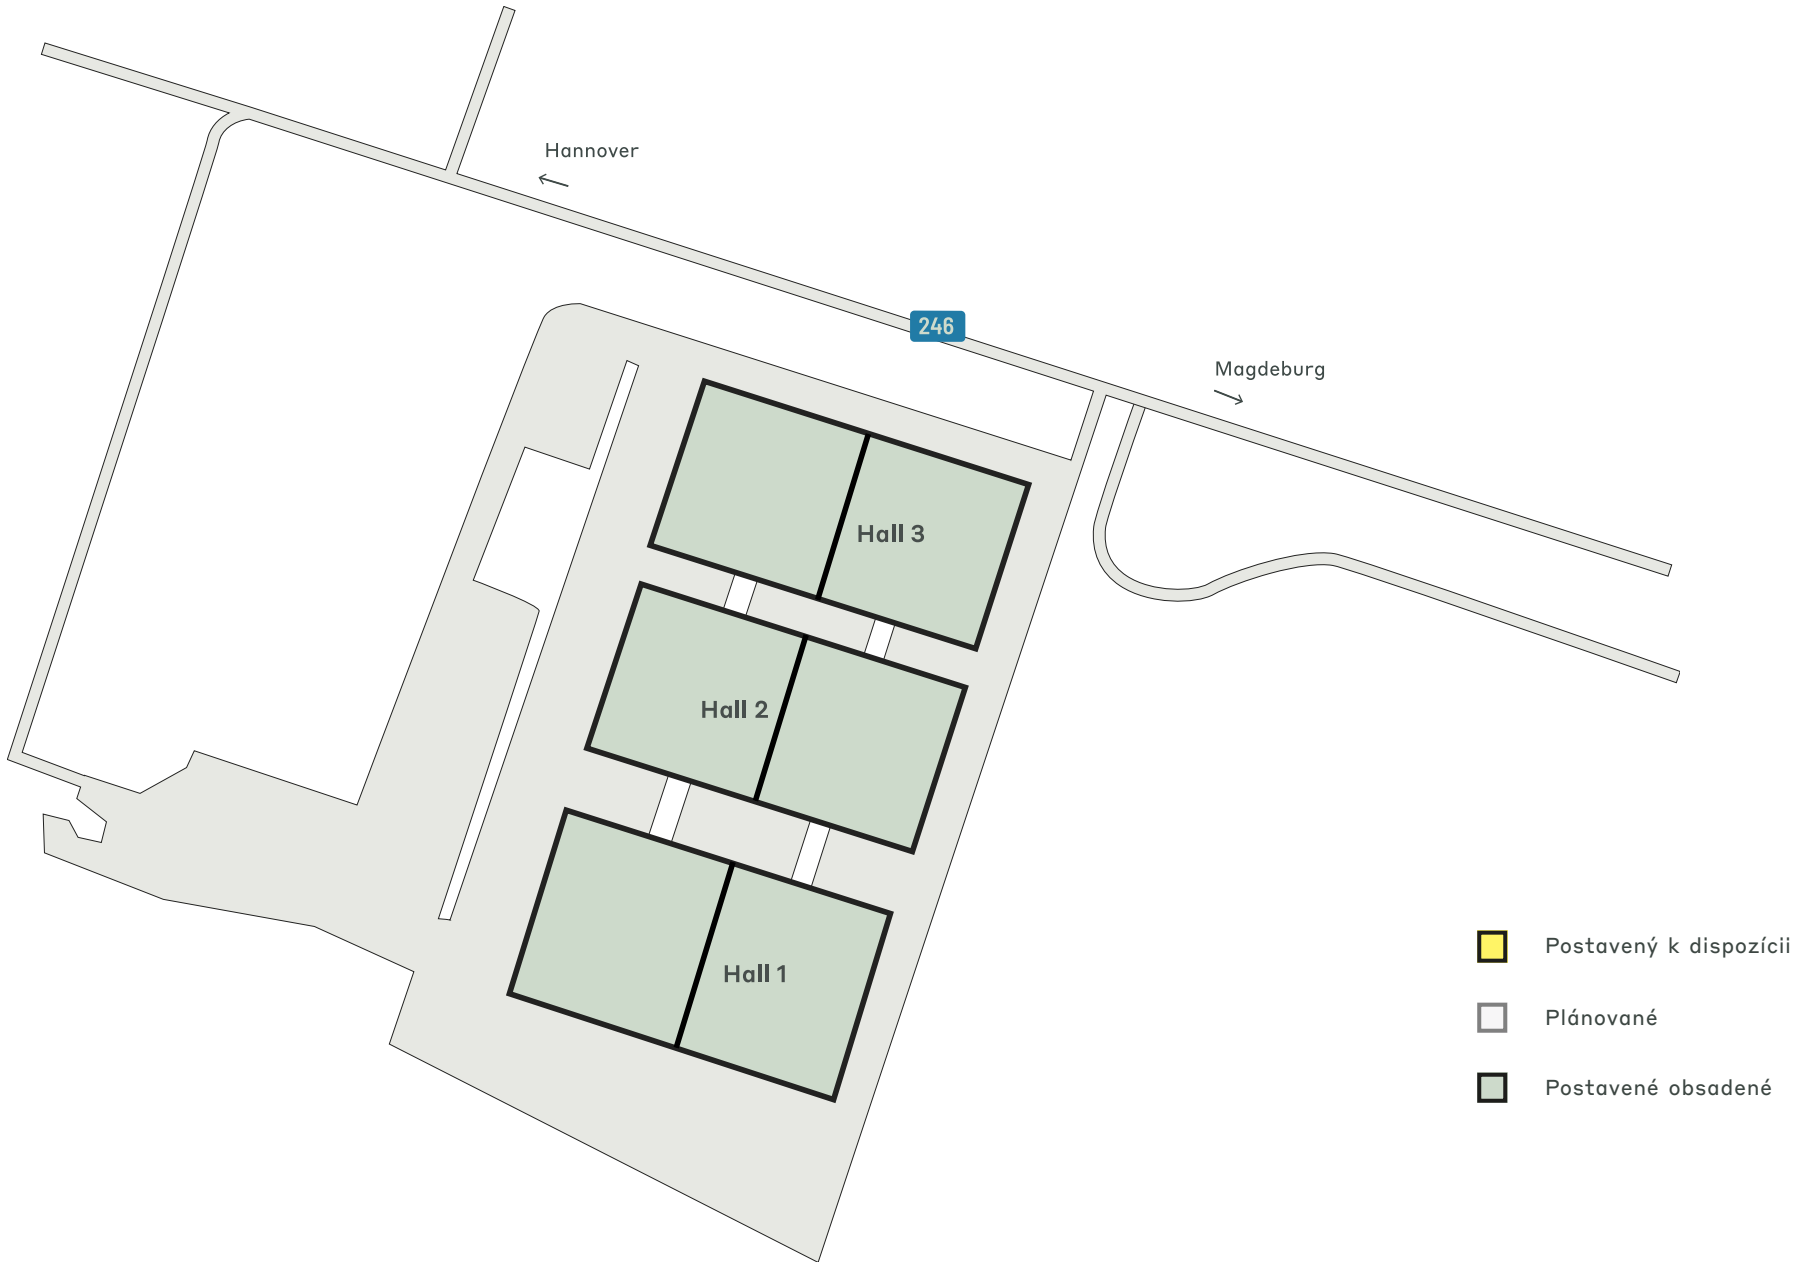 Hannover
246
Magdeburg
Hall 3
Hall 2
Hall 1
Postavený k dispozícii
Plánované
Postavené obsadené